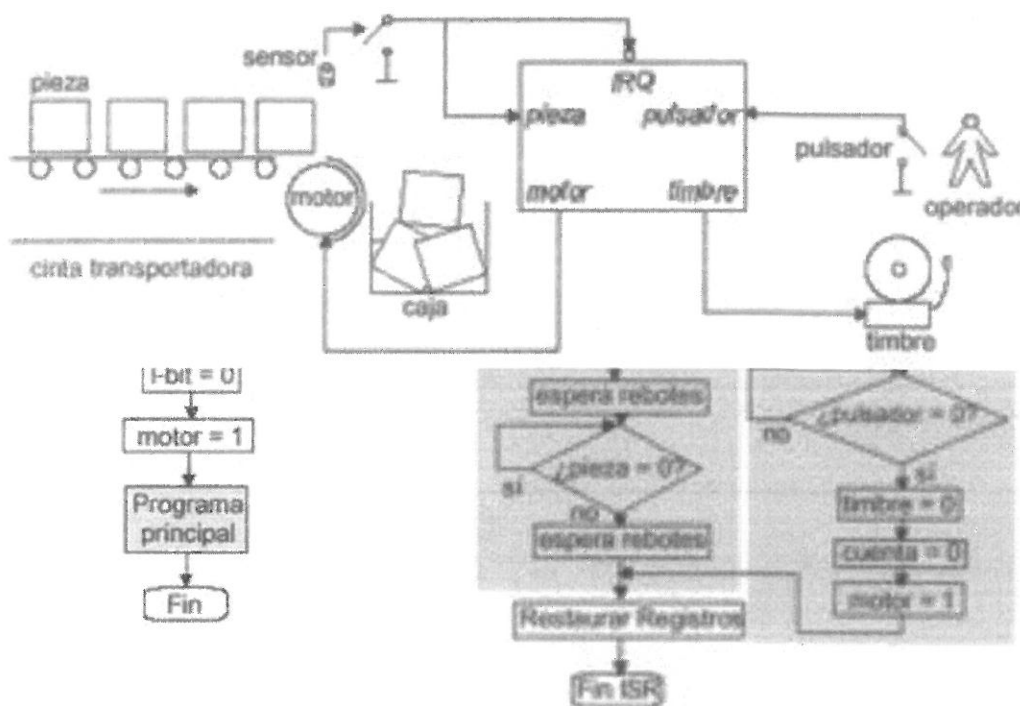 sensor
pieza
IRQ
pieza
pulsador
pulsador
motor
motor
timbre
operador
cinta transportadora
caja
timbre
I-bit = 0
motor = 1
Programa
principal
Fin
espera rebotes
¿pieza = 0?
sí
no
espera rebotes
Restaurar Registros
Fin ISR
¿pulsador = 0?
no
sí
timbre = 0
cuenta = 0
motor = 1